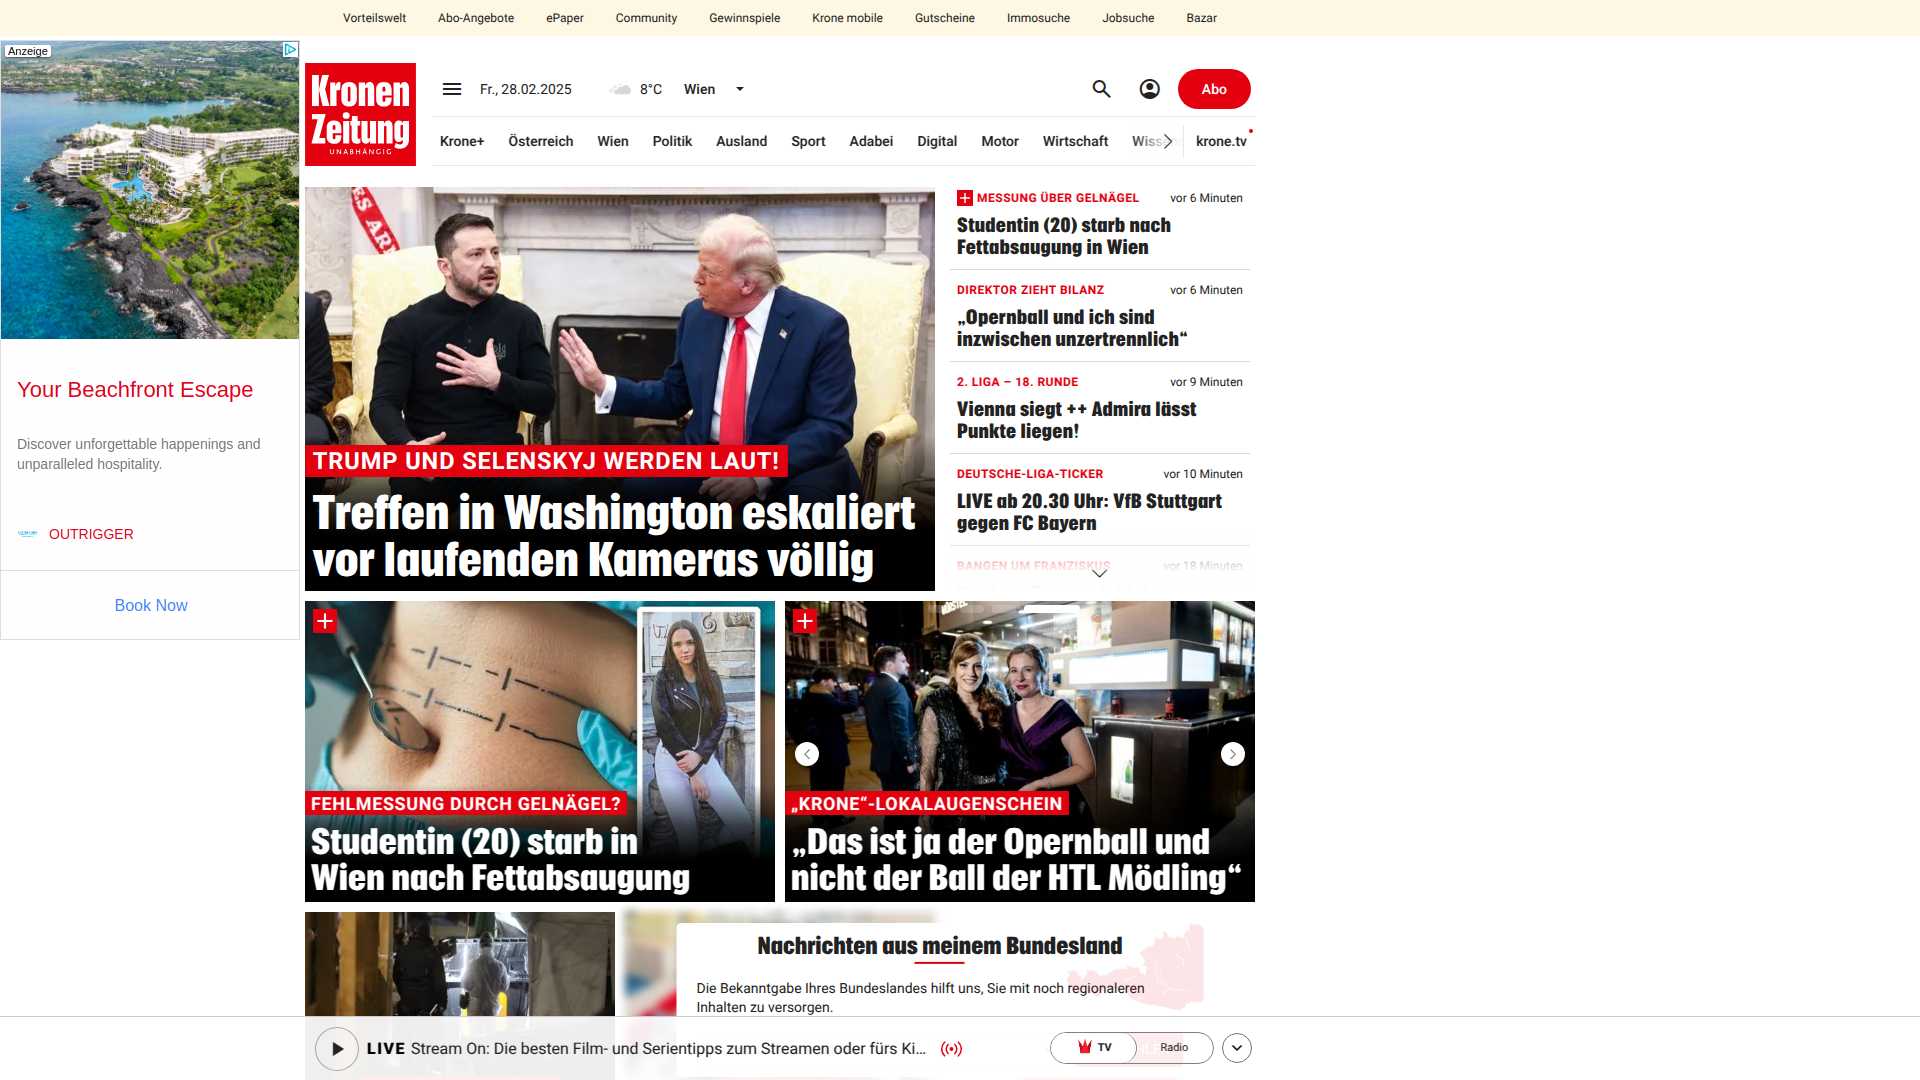 Vorteilswelt
Abo-Angebote
ePaper
Community
Gewinnspiele
Krone mobile
Gutscheine
Immosuche
Jobsuche
Bazar
Anzeige
Your Beachfront Escape
Discover unforgettable happenings and
unparalleled hospitality.
OUTRIGGER
Book Now
Kronen
Zeitung
UNABHÄNGIG
Fr., 28.02.2025
8°C
Wien
Abo
Krone+
Österreich
Wien
Politik
Ausland
Sport
Adabei
Digital
Motor
Wirtschaft
krone.tv
TRUMP UND SELENSKYJ WERDEN LAUT!
Treffen in Washington eskaliert
vor laufenden Kameras völlig
MESSUNG ÜBER GELNÄGEL
vor 6 Minuten
Studentin (20) starb nach
Fettabsaugung in Wien
DIREKTOR ZIEHT BILANZ
vor 6 Minuten
„Opernball und ich sind
inzwischen unzertrennlich“
2. LIGA – 18. RUNDE
vor 9 Minuten
Vienna siegt ++ Admira lässt
Punkte liegen!
DEUTSCHE-LIGA-TICKER
vor 10 Minuten
LIVE ab 20.30 Uhr: VfB Stuttgart
gegen FC Bayern
BANGEN UM FRANZISKUS
vor 18 Minuten
FEHLMESSUNG DURCH GELNÄGEL?
Studentin (20) starb in
Wien nach Fettabsaugung
„KRONE“-LOKALAUGENSCHEIN
„Das ist ja der Opernball und
nicht der Ball der HTL Mödling“
Nachrichten aus meinem Bundesland
Die Bekanntgabe Ihres Bundeslandes hilft uns, Sie mit noch regionaleren
Inhalten zu versorgen.
LIVE Stream On: Die besten Film- und Serientipps zum Streamen oder fürs Ki...
TV
Radio